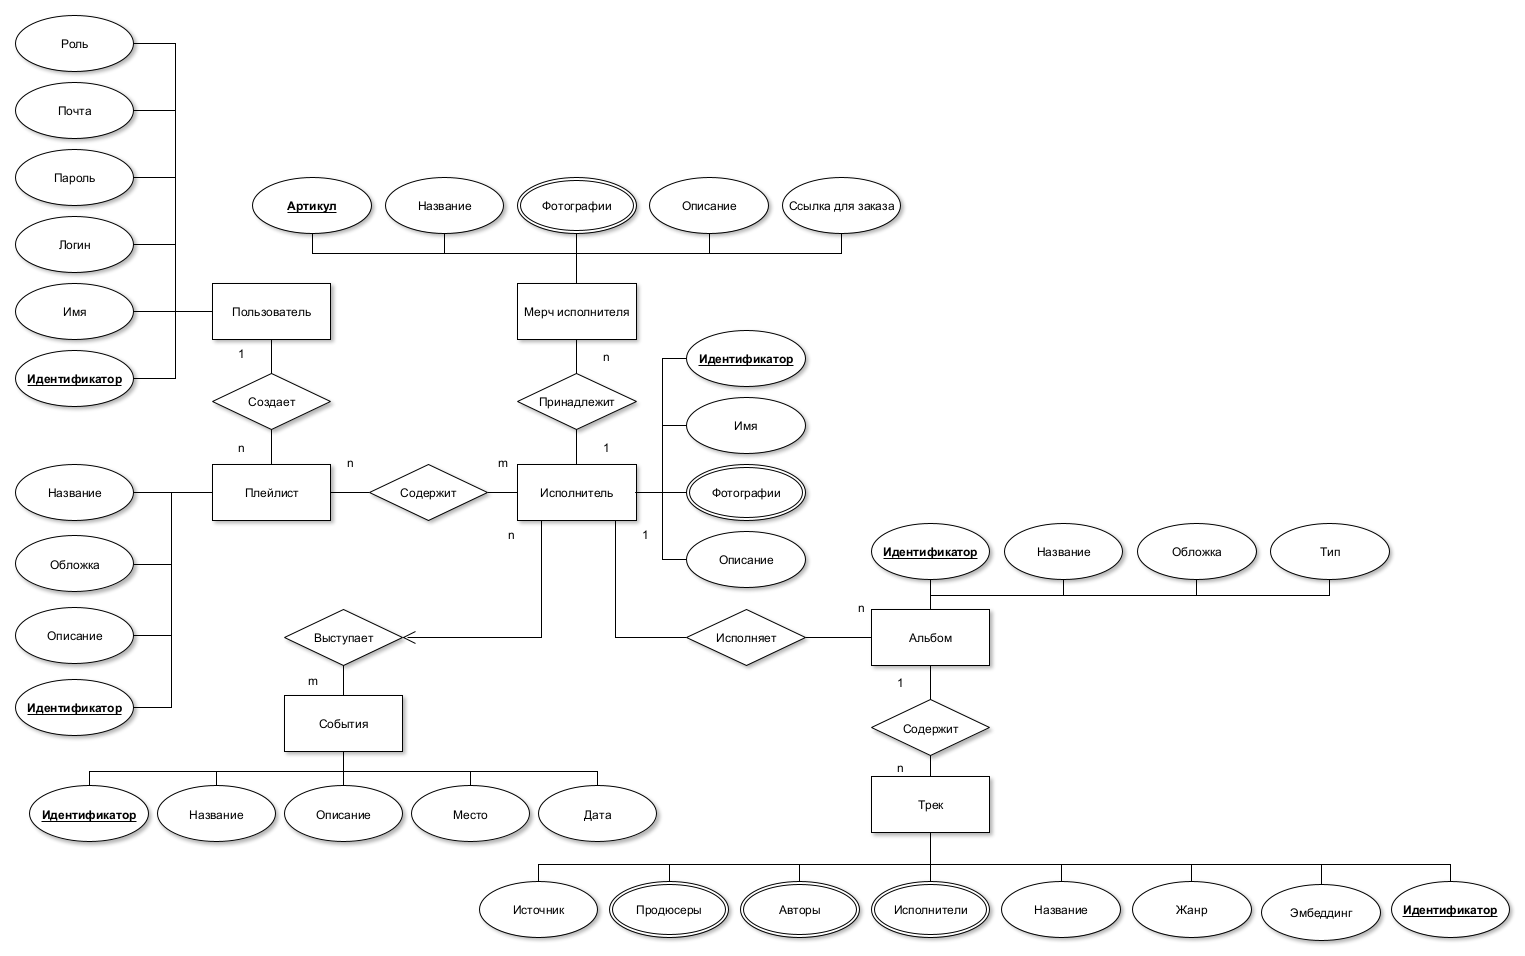 Роль
Почта
Пароль
Артикул
Название
Фотографии
Описание
Ссылка для заказа
Логин
Имя
Пользователь
Мерч исполнителя
1
n
Идентификатор
Идентификатор
Создает
Принадлежит
Имя
n
1
n
m
Название
Плейлист
Содержит
Исполнитель
Фотографии
n
1
Обложка
Описание
Идентификатор
Название
Обложка
Тип
n
Описание
Выступает
Исполняет
Альбом
m
1
Идентификатор
События
Содержит
n
Трек
Идентификатор
Название
Описание
Место
Дата
Источник
Продюсеры
Авторы
Исполнители
Название
Жанр
Эмбеддинг
Идентификатор